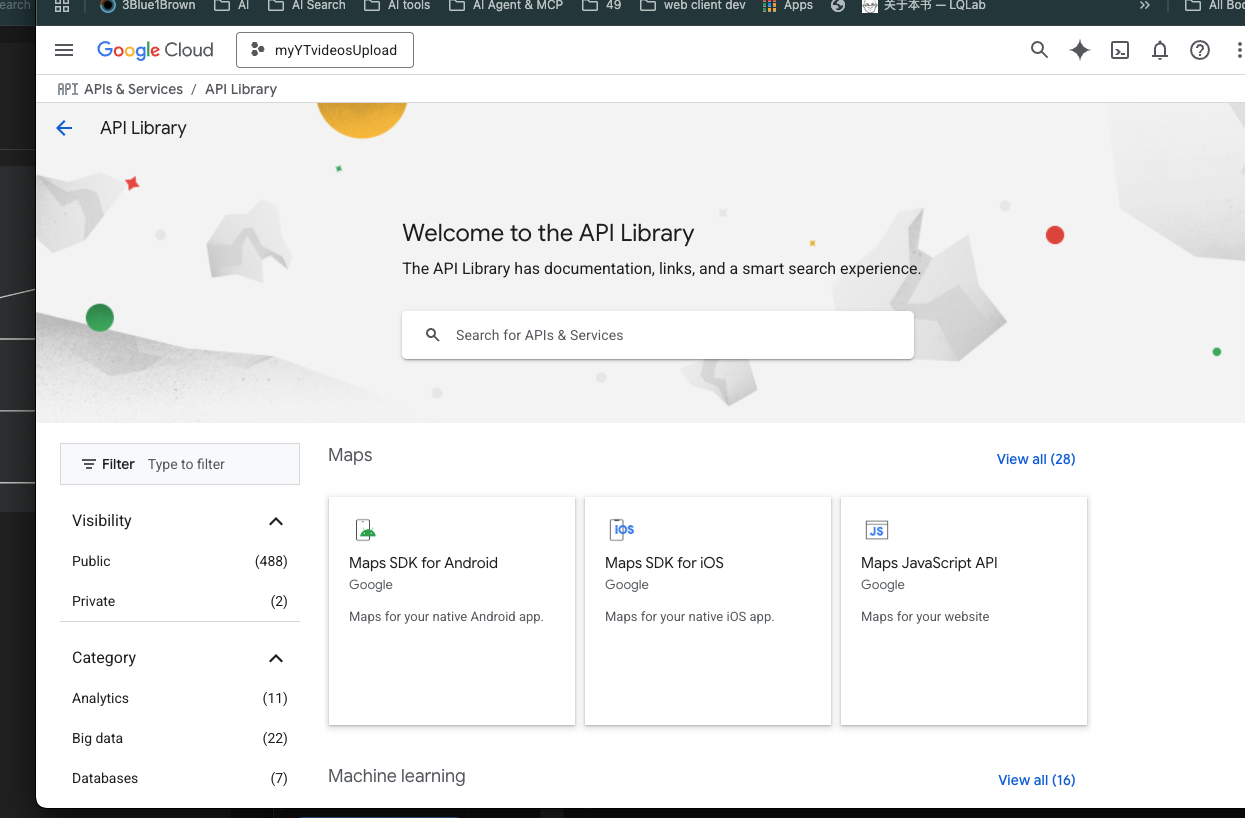 earch
3Blue1Brown AI AI Search AI tools AI Agent & MCP 49 web client dev Apps 关于本书 — LQLab » All Boo
Google Cloud myYTvideosUpload
API APIs & Services / API Library
API Library
Welcome to the API Library
The API Library has documentation, links, and a smart search experience.
Search for APIs & Services
Filter Type to filter
Visibility
Public (488)
Private (2)
Category
Analytics (11)
Big data (22)
Databases (7)
Maps View all (28)
Maps SDK for Android
Google
Maps for your native Android app.
iOS
Maps SDK for iOS
Google
Maps for your native iOS app.
JS
Maps JavaScript API
Google
Maps for your website
Machine learning View all (16)